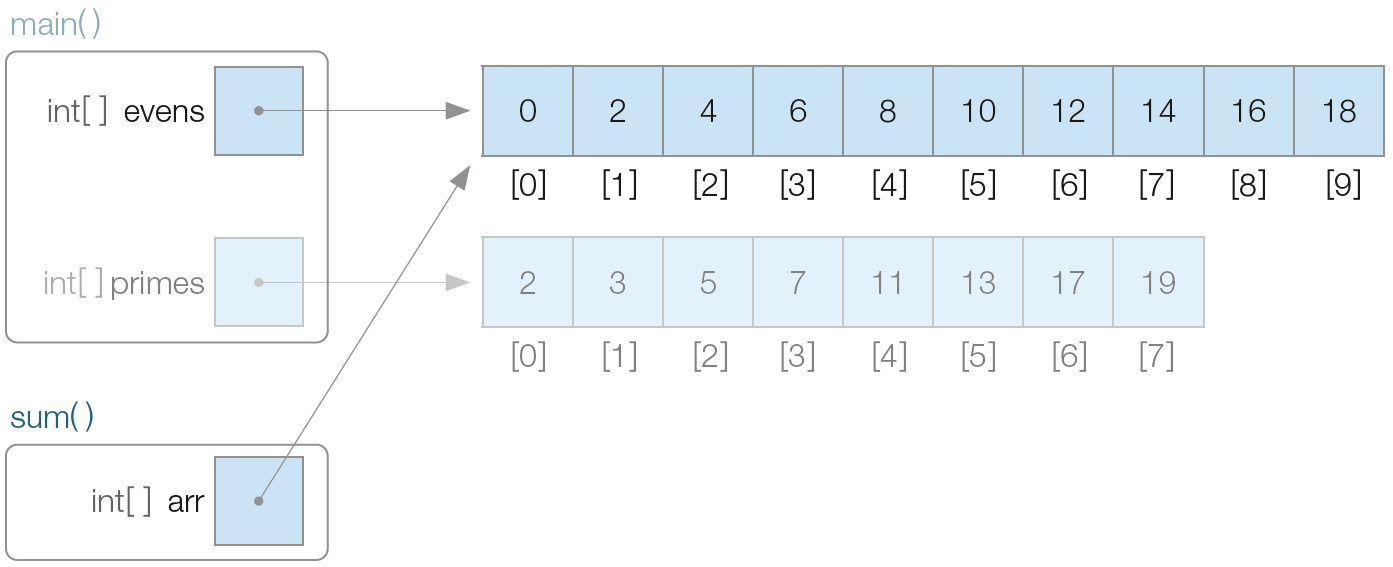 main()
int[ ] evens
0 2 4 6 8 10 12 14 16 18
[0] [1] [2] [3] [4] [5] [6] [7] [8] [9]
int[ ] primes
2 3 5 7 11 13 17 19
[0] [1] [2] [3] [4] [5] [6] [7]
sum()
int[ ] arr